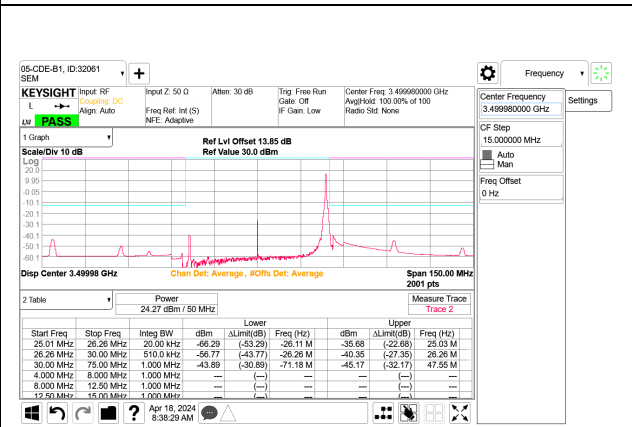 05-CDE-B1, ID:32061
SEM
Frequency
KEYSIGHT Input: RF Input Z: 50 Ω Atten: 30 dB Trig: Free Run Center Freq: 3.499980000 GHz
L Coupling: DC Gate: Off Avg|Hold: 100.00% of 100
Align: Auto Freq Ref: Int (S) IF Gain: Low Radio Std: None
PASS NFE: Adaptive
Center Frequency
3.499980000 GHz
Settings
CF Step
15.000000 MHz
Auto
Man
Freq Offset
0 Hz
1 Graph
Ref Lvl Offset 13.85 dB
Scale/Div 10 dB Ref Value 30.0 dBm
Log
20.0
9.95
-0.05
-10.1
-20.1
-30.1
-40.1
-50.1
-60.1
Disp Center 3.49998 GHz Chan Det: Average, #Offs Det: Average Span 150.00 MHz
2001 pts
2 Table Power Measure Trace
24.27 dBm / 50 MHz Trace 2
Lower Upper
Start Freq Stop Freq Integ BW dBm ΔLimit(dB) Freq (Hz) dBm ΔLimit(dB) Freq (Hz)
25.01 MHz 26.26 MHz 20.00 kHz -66.29 (-53.29) -26.11 M -35.68 (-22.68) 25.03 M
26.26 MHz 30.00 MHz 510.0 kHz -56.77 (-43.77) -26.26 M -40.35 (-27.35) 26.26 M
30.00 MHz 75.00 MHz 1.000 MHz -43.89 (-30.89) -71.18 M -45.17 (-32.17) 47.55 M
4.000 MHz 8.000 MHz 1.000 MHz --- (---) --- --- (---) ---
8.000 MHz 12.50 MHz 1.000 MHz --- (---) --- --- (---) ---
12.50 MHz 15.00 MHz 1.000 MHz --- (---) --- --- (---) ---
Apr 18, 2024
8:38:29 AM